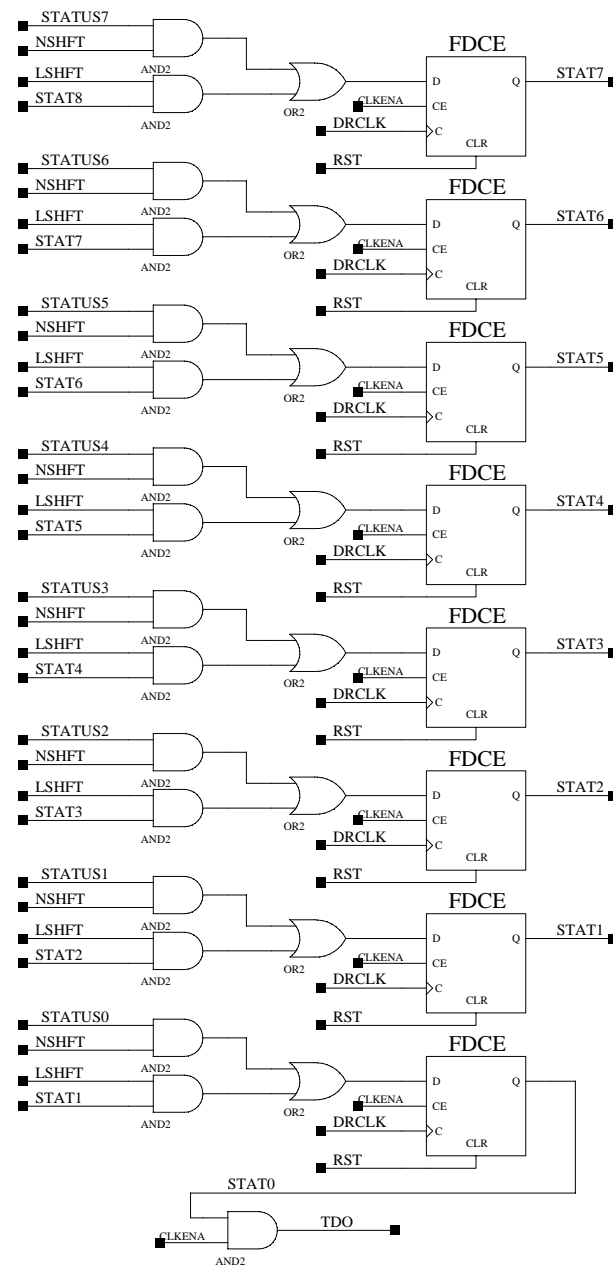 STATUS7
FDCE
NSHFT
AND2
LSHFT
D
Q
STAT7
STAT8
CLKENA
CE
AND2
OR2
DRCLK
C
CLR
RST
STATUS6
FDCE
NSHFT
AND2
LSHFT
D
Q
STAT6
STAT7
CLKENA
CE
AND2
OR2
DRCLK
C
CLR
RST
STATUS5
FDCE
NSHFT
AND2
LSHFT
D
Q
STAT5
STAT6
CLKENA
CE
AND2
OR2
DRCLK
C
CLR
RST
STATUS4
FDCE
NSHFT
AND2
LSHFT
D
Q
STAT4
STAT5
CLKENA
CE
AND2
OR2
DRCLK
C
CLR
RST
STATUS3
FDCE
NSHFT
AND2
LSHFT
D
Q
STAT3
STAT4
CLKENA
CE
AND2
OR2
DRCLK
C
CLR
RST
STATUS2
FDCE
NSHFT
AND2
LSHFT
D
Q
STAT2
STAT3
CLKENA
CE
AND2
OR2
DRCLK
C
CLR
RST
STATUS1
FDCE
NSHFT
AND2
LSHFT
D
Q
STAT1
STAT2
CLKENA
CE
AND2
OR2
DRCLK
C
CLR
RST
STATUS0
FDCE
NSHFT
AND2
LSHFT
D
Q
STAT1
CLKENA
CE
AND2
OR2
DRCLK
C
CLR
RST
STAT0
TDO
CLKENA
AND2